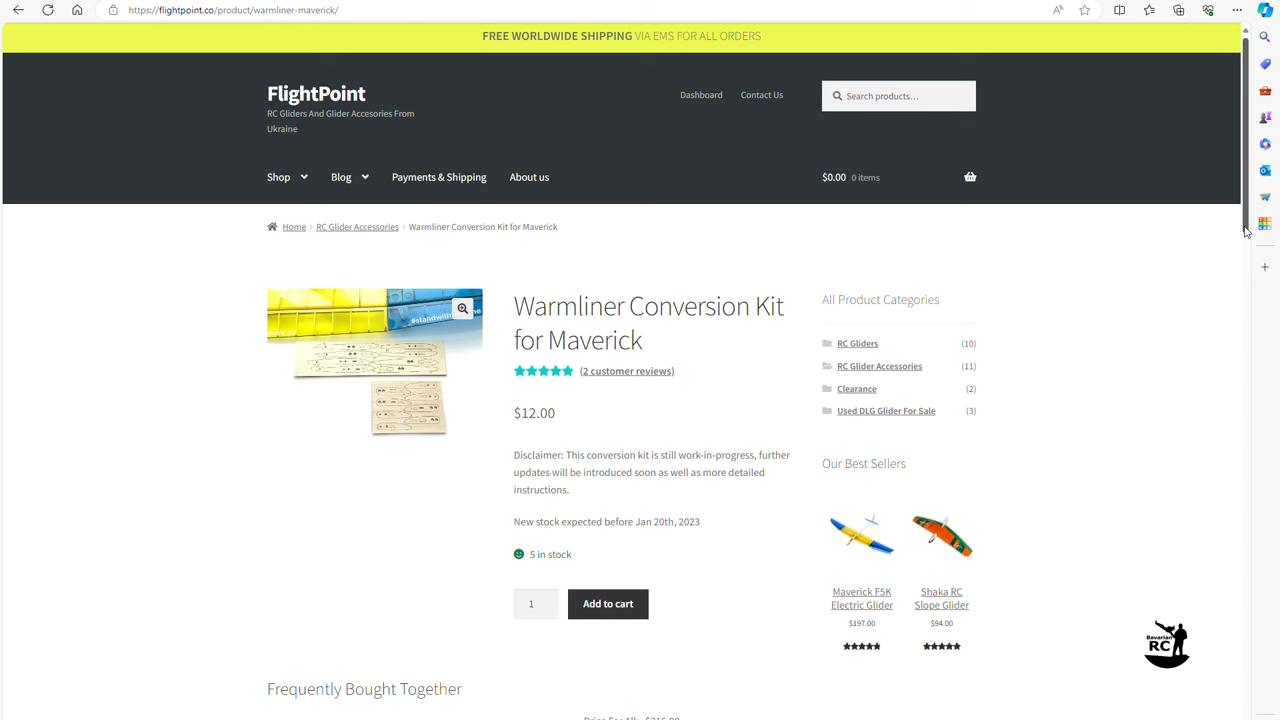 https://flightpoint.co/product/warmliner-maverick/
FREE WORLDWIDE SHIPPING VIA EMS FOR ALL ORDERS
FlightPoint
RC Gliders And Glider Accesories From
Ukraine
Dashboard
Contact Us
Search products…
Shop
Blog
Payments & Shipping
About us
$0.00 0 items
Home
RC Glider Accessories
Warmliner Conversion Kit for Maverick
Warmliner Conversion Kit
for Maverick
(2 customer reviews)
$12.00
Disclaimer: This conversion kit is still work-in-progress, further
updates will be introduced soon as well as more detailed
instructions.
New stock expected before Jan 20th, 2023
5 in stock
1
Add to cart
All Product Categories
RC Gliders (10)
RC Glider Accessories (11)
Clearance (2)
Used DLG Glider For Sale (3)
Our Best Sellers
Maverick F5K
Electric Glider
$197.00
Shaka RC
Slope Glider
$94.00
Bavarian
RC
Frequently Bought Together